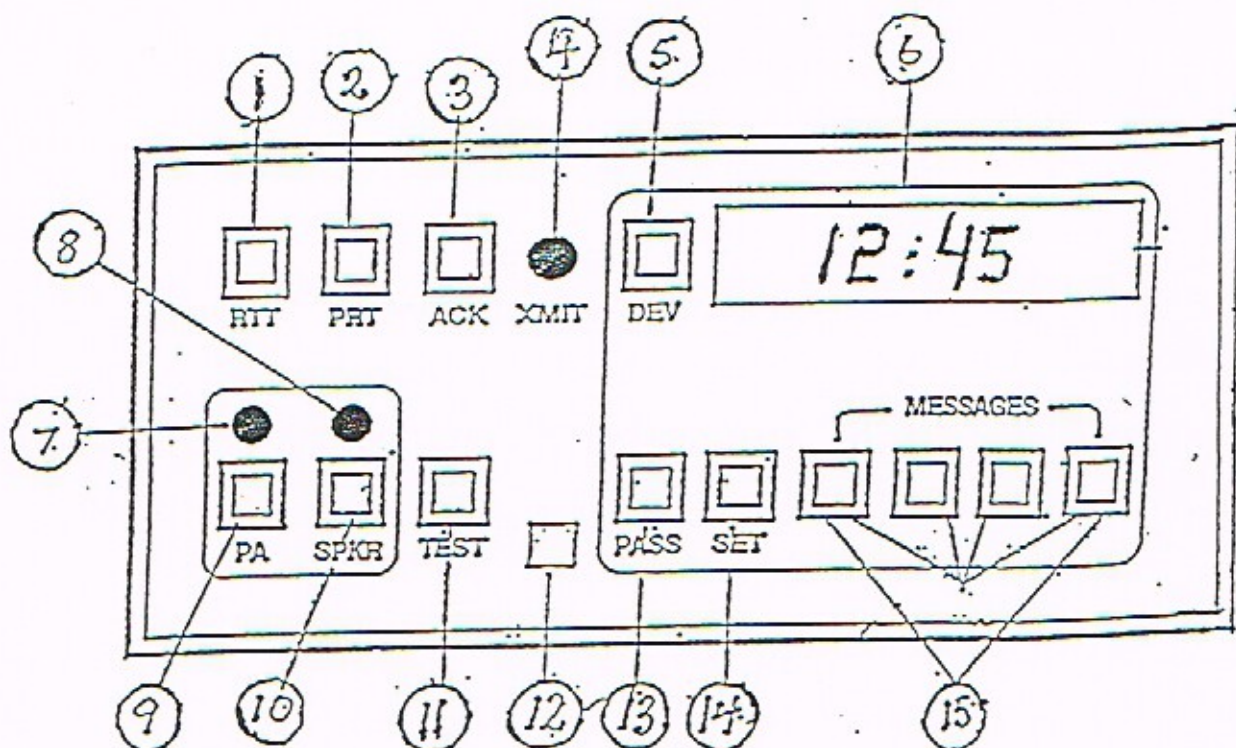 1 2 3 4 5 6
12:45
RTT PRT ACK XMIT DEV
8
7
MESSAGES
PA SPKR TEST PASS SET
9 10 11 12 13 14 15